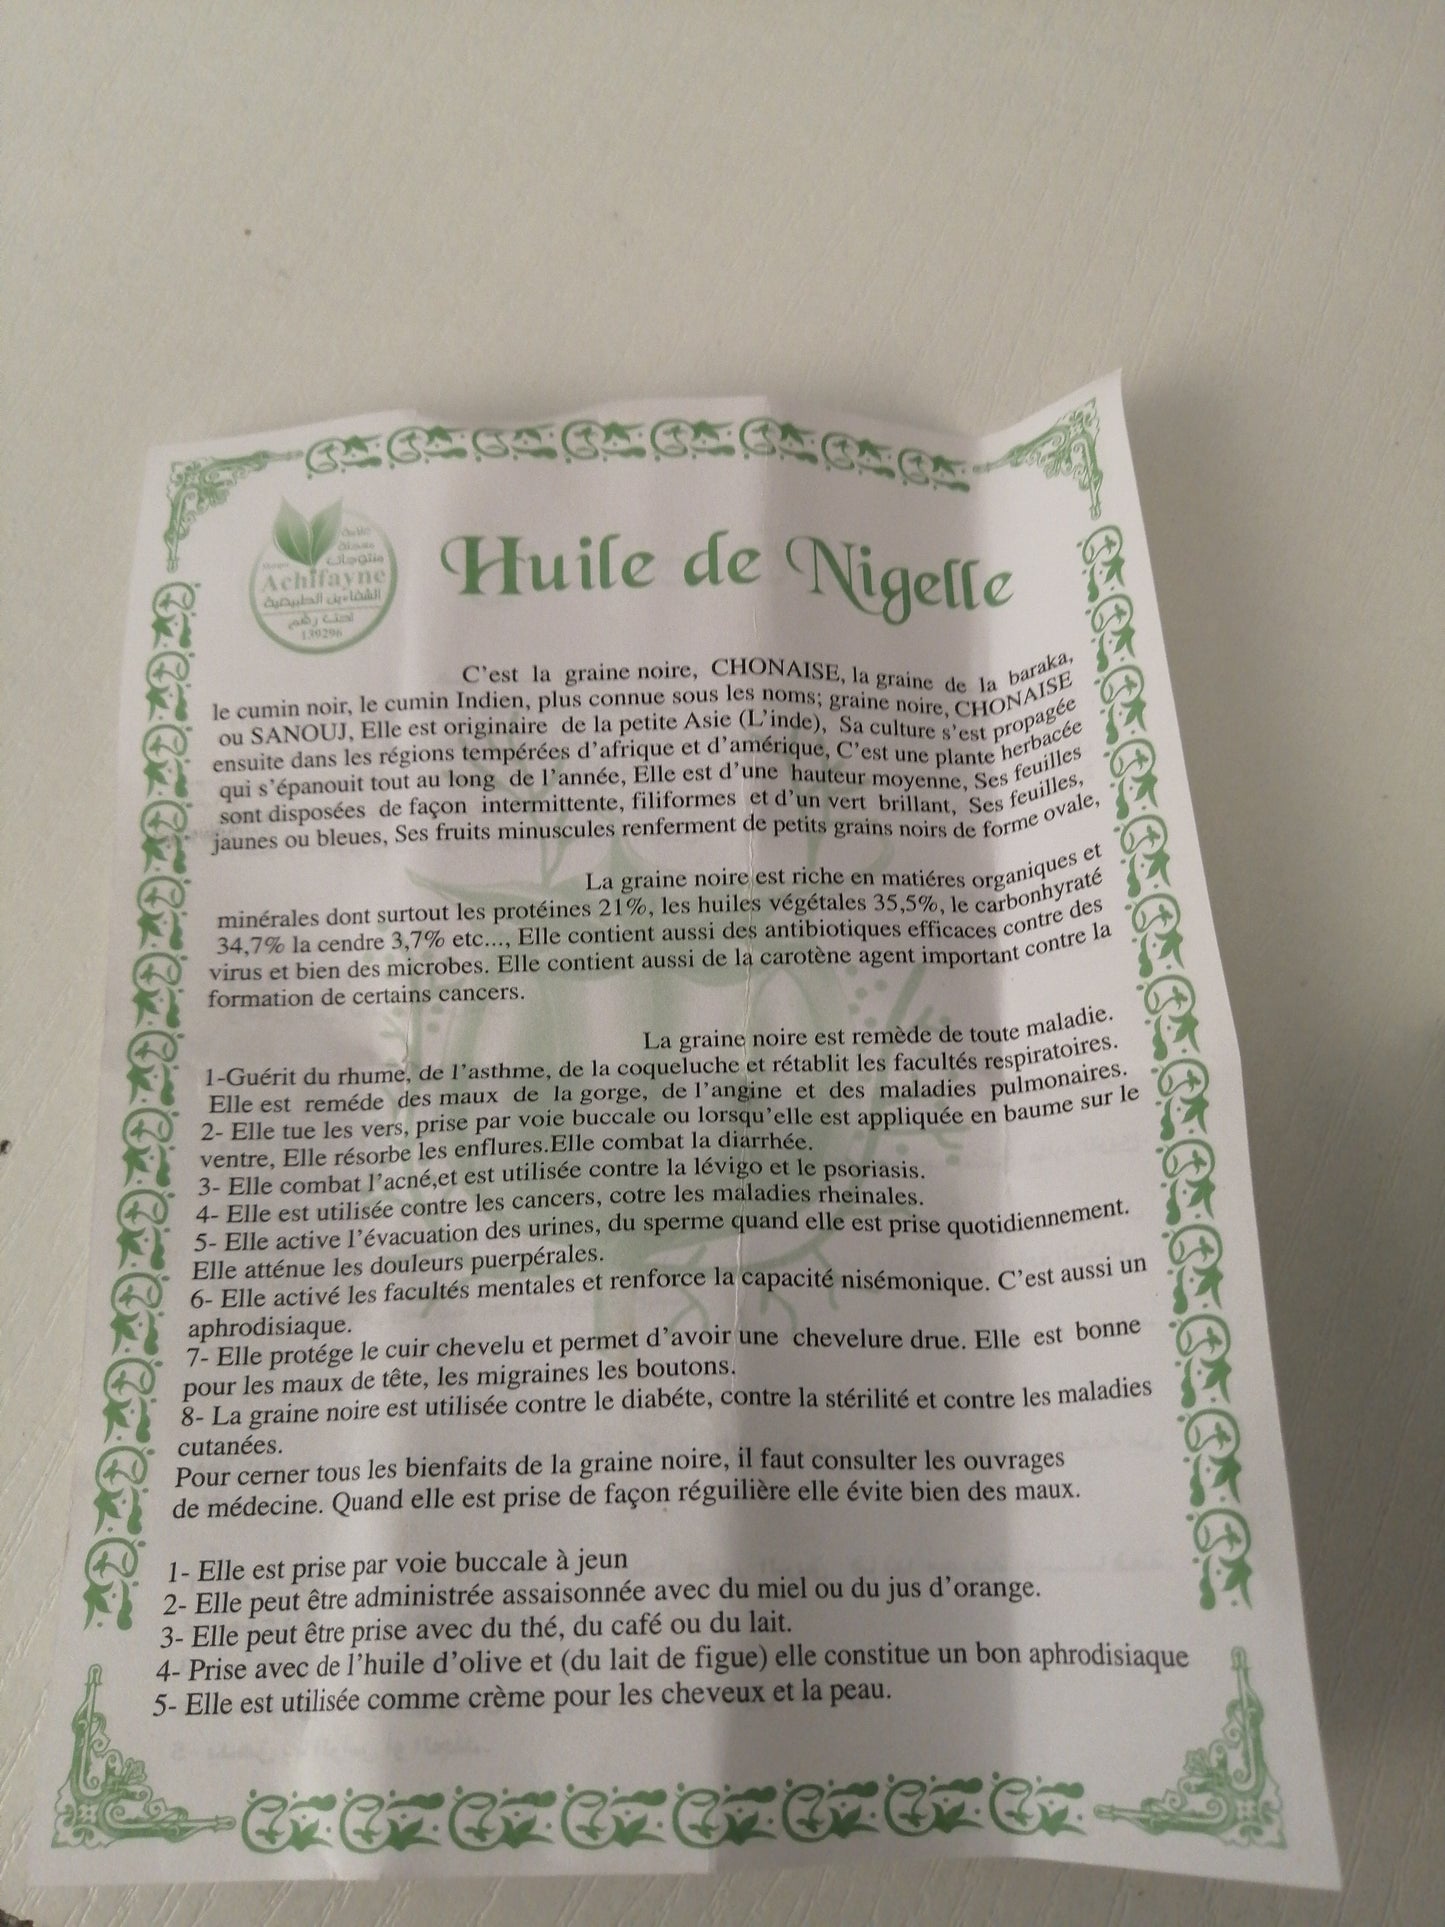 Huile de Nigelle
Achifayne
139296
C'est la graine noire, CHONAISE, la graine de la baraka,
le cumin noir, le cumin Indien, plus connue sous les noms; graine noire, CHONAISE
ou SANOUJ, Elle est originaire de la petite Asie (L'inde), Sa culture s'est propagée
ensuite dans les régions tempérées d'afrique et d'amérique, C'est une plante herbacée
qui s'épanouit tout au long de l'année, Elle est d'une hauteur moyenne, Ses feuilles
sont disposées de façon intermittente, filiformes et d'un vert brillant, Ses feuilles,
jaunes ou bleues, Ses fruits minuscules renferment de petits grains noirs de forme ovale,
La graine noire est riche en matiéres organiques et
minérales dont surtout les protéines 21%, les huiles végétales 35,5%, le carbonhyraté
34,7% la cendre 3,7% etc..., Elle contient aussi des antibiotiques efficaces contre des
virus et bien des microbes. Elle contient aussi de la carotène agent important contre la
formation de certains cancers.
La graine noire est remède de toute maladie.
1-Guérit du rhume, de l'asthme, de la coqueluche et rétablit les facultés respiratoires.
Elle est reméde des maux de la gorge, de l'angine et des maladies pulmonaires.
2- Elle tue les vers, prise par voie buccale ou lorsqu'elle est appliquée en baume sur le
ventre, Elle résorbe les enflures.Elle combat la diarrhée.
3- Elle combat l'acné,et est utilisée contre la lévigo et le psoriasis.
4- Elle est utilisée contre les cancers, cotre les maladies rheinales.
5- Elle active l'évacuation des urines, du sperme quand elle est prise quotidiennement.
Elle atténue les douleurs puerpérales.
6- Elle activé les facultés mentales et renforce la capacité nisémonique. C'est aussi un
aphrodisiaque.
7- Elle protége le cuir chevelu et permet d'avoir une chevelure drue. Elle est bonne
pour les maux de tête, les migraines les boutons.
8- La graine noire est utilisée contre le diabéte, contre la stérilité et contre les maladies
cutanées.
Pour cerner tous les bienfaits de la graine noire, il faut consulter les ouvrages
de médecine. Quand elle est prise de façon réguilière elle évite bien des maux.
1- Elle est prise par voie buccale à jeun
2- Elle peut être administrée assaisonnée avec du miel ou du jus d'orange.
3- Elle peut être prise avec du thé, du café ou du lait.
4- Prise avec de l'huile d'olive et (du lait de figue) elle constitue un bon aphrodisiaque
5- Elle est utilisée comme crème pour les cheveux et la peau.